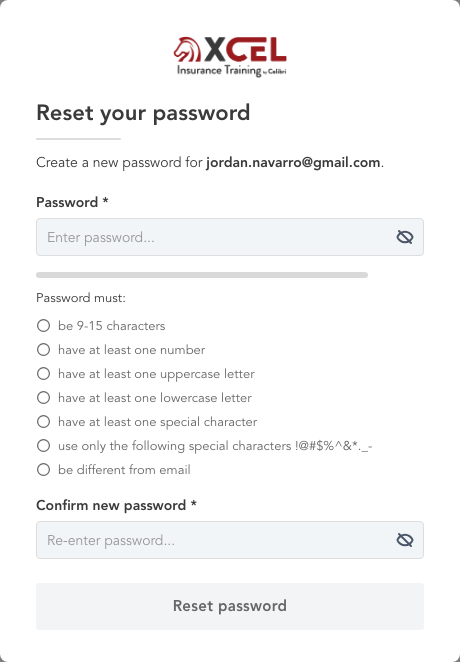 XCEL
Insurance Training by Colibri
Reset your password
Create a new password for jordan.navarro@gmail.com.
Password *
Enter password...
Password must:
be 9-15 characters
have at least one number
have at least one uppercase letter
have at least one lowercase letter
have at least one special character
use only the following special characters !@#$%^&*._-
be different from email
Confirm new password *
Re-enter password...
Reset password